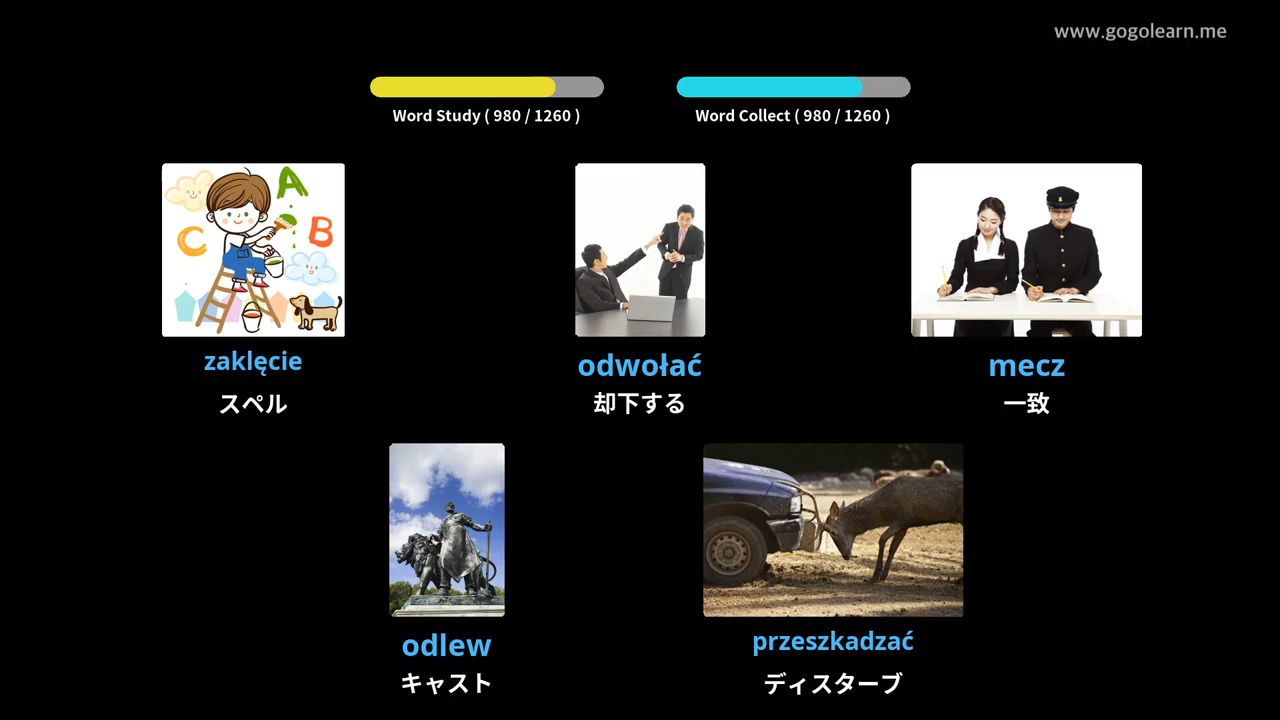 www.gogolearn.me
Word Study ( 980 / 1260 )
Word Collect ( 980 / 1260 )
A
B
C
zaklęcie
スペル
odwołać
却下する
mecz
一致
odlew
キャスト
przeszkadzać
ディスターブ